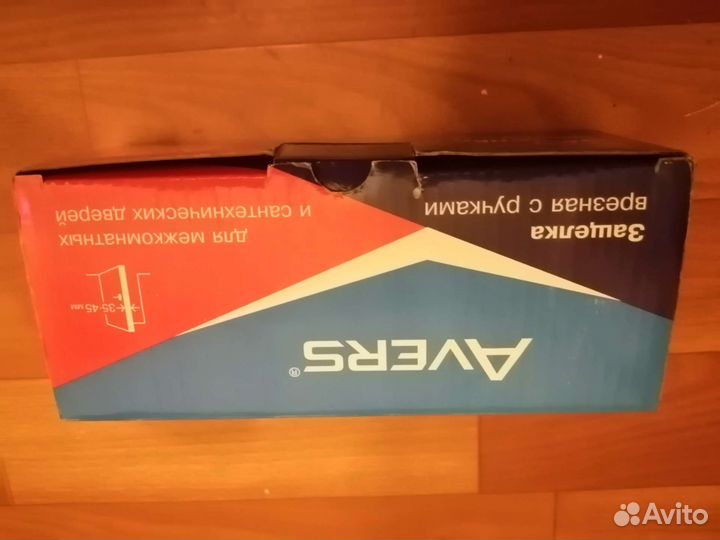 AVERS®
Защелка
врезная с ручками
для межкомнатных
и сантехнических дверей
35-45 мм
Avito